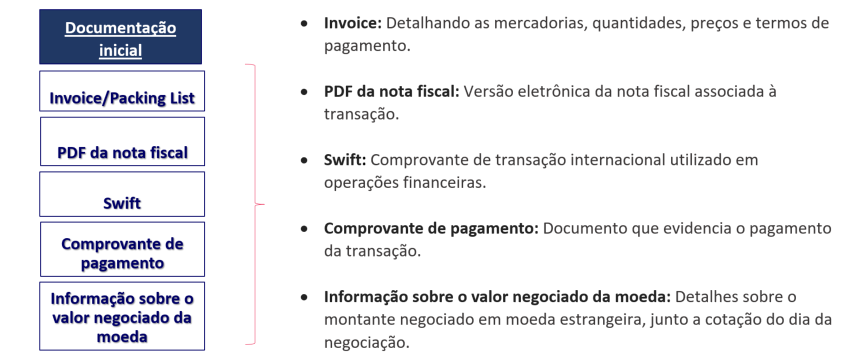 Documentação
inicial
Invoice/Packing List
PDF da nota fiscal
Swift
Comprovante de
pagamento
Informação sobre o
valor negociado da
moeda
• Invoice: Detalhando as mercadorias, quantidades, preços e termos de
pagamento.
• PDF da nota fiscal: Versão eletrônica da nota fiscal associada à
transação.
• Swift: Comprovante de transação internacional utilizado em
operações financeiras.
• Comprovante de pagamento: Documento que evidencia o pagamento
da transação.
• Informação sobre o valor negociado da moeda: Detalhes sobre o
montante negociado em moeda estrangeira, junto a cotação do dia da
negociação.